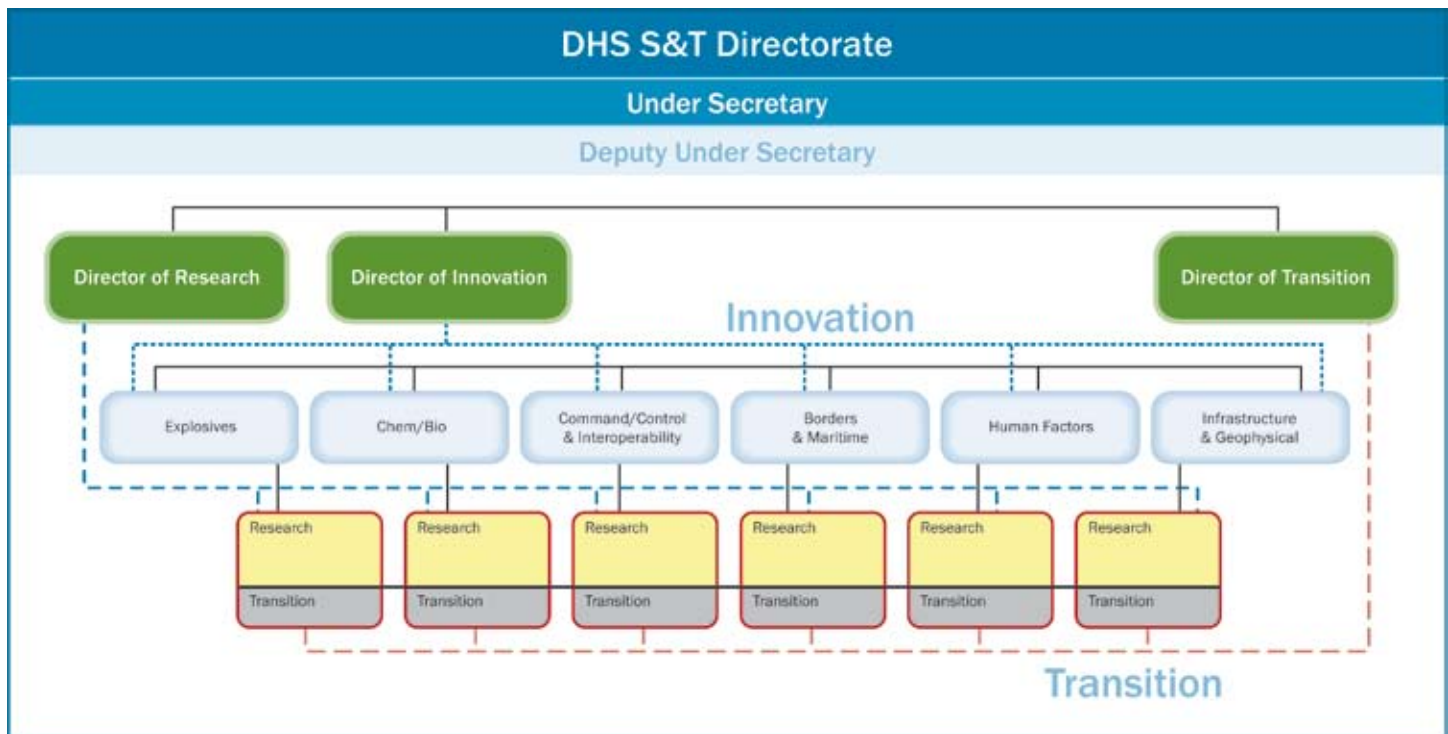 DHS S&T Directorate
Under Secretary
Deputy Under Secretary
Director of Research
Director of Innovation
Director of Transition
Innovation
Explosives
Chem/Bio
Command/Control
& Interoperability
Borders
& Maritime
Human Factors
Infrastructure
& Geophysical
Research
Research
Research
Research
Research
Research
Transition
Transition
Transition
Transition
Transition
Transition
Transition